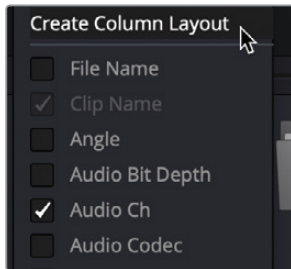 Create Column Layout
File Name
Clip Name
Angle
Audio Bit Depth
Audio Ch
Audio Codec